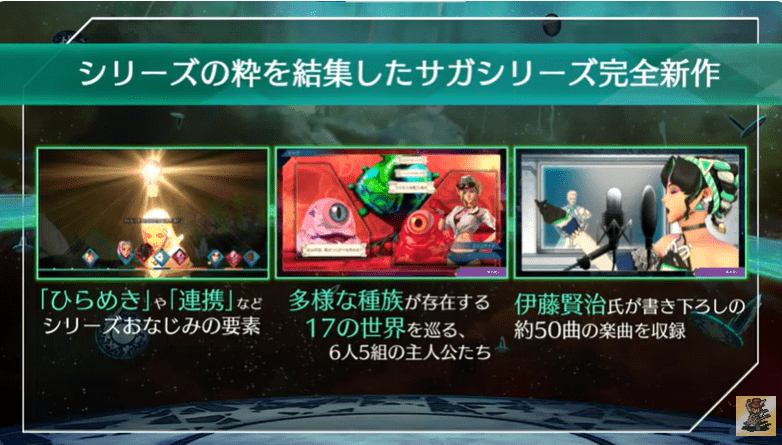 シリーズの粋を結集したサガシリーズ完全新作
「ひらめき」や「連携」など
シリーズおなじみの要素
多様な種族が存在する
17の世界を巡る、
6人5組の主人公たち
伊藤賢治氏が書き下ろしの
約50曲の楽曲を収録